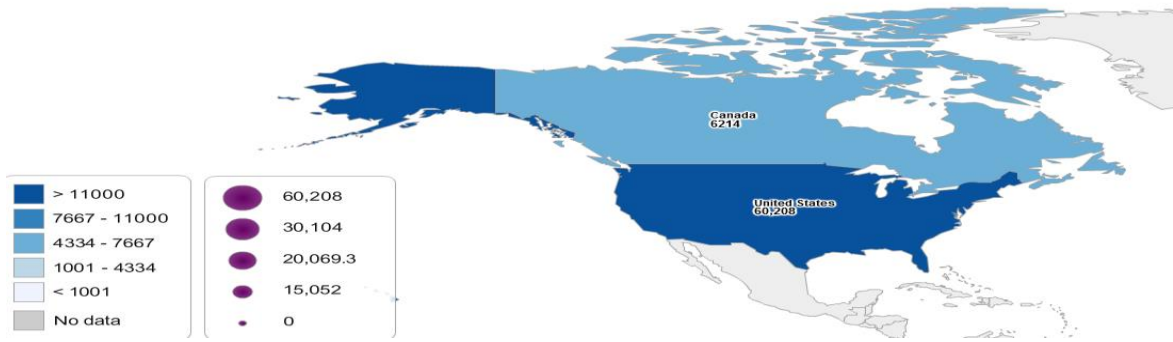 Canada
6214
United States
60,208
> 11000
7667 - 11000
4334 - 7667
1001 - 4334
< 1001
No data
60,208
30,104
20,069.3
15,052
0